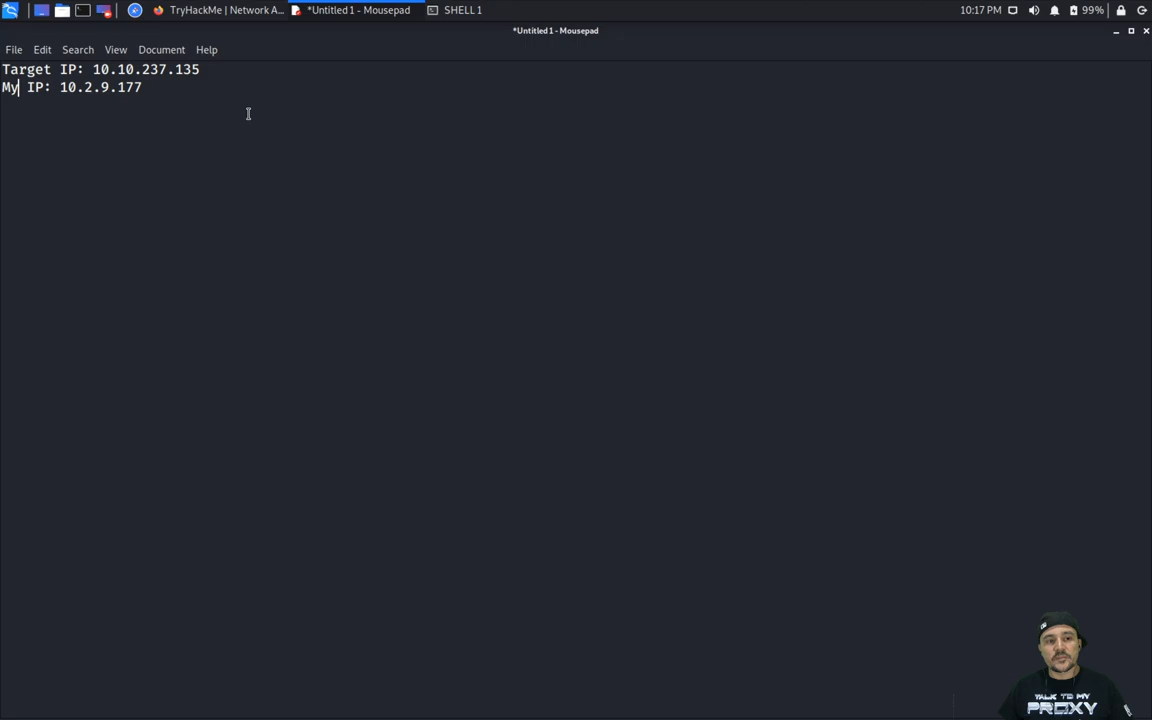 TryHackMe | Network A...
*Untitled 1 - Mousepad
SHELL 1
10:17 PM
99%
*Untitled 1 - Mousepad
File Edit Search View Document Help
Target IP: 10.10.237.135
My IP: 10.2.9.177
TALK TO MY
PROXY